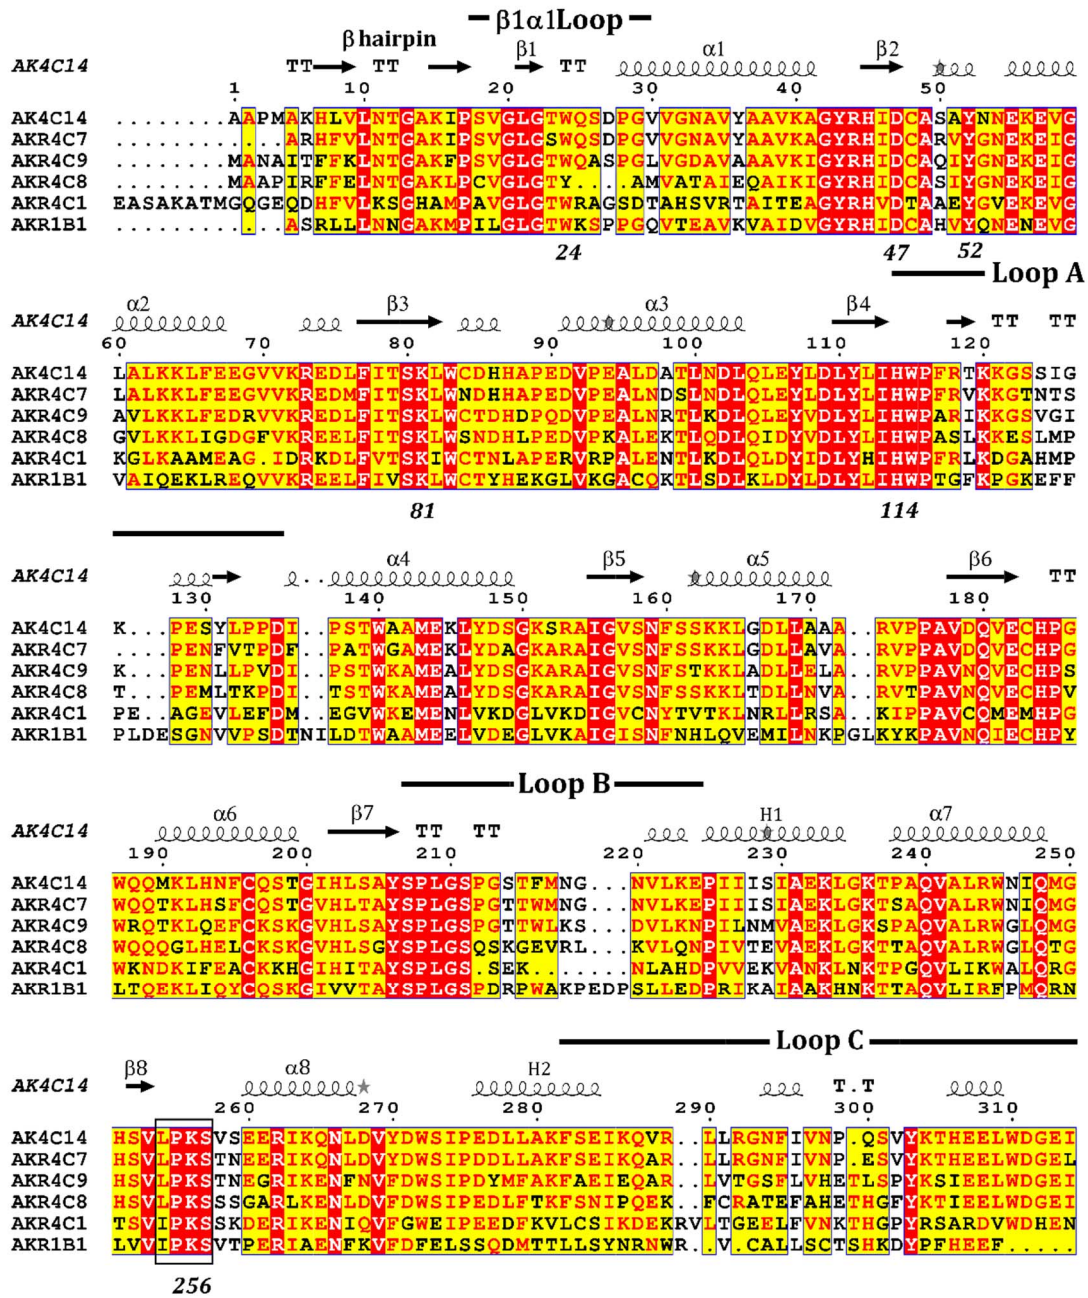 β1α1Loop
β hairpin β1 α1 β2
AK4C14 TT TT TT
1 10 20 30 40 50
AK4C14 ........AAPMAKHLVLNTGAKIPSVGLGTWQSDPGVVGNAVYAAVKAGYRHIDCASAYNNEKEVG
AKR4C7 ............ARHFVLNTGAKIPSVGLGSWQSDPGVVGNAVYAAVKAGYRHIDCARVYGNEKEIG
AKR4C9 ........MANAITFFKLNTGAKFPSVGLGTWQASPGLVGDAVAAAVKIGYRHIDCAQIYGNEKEIG
AKR4C8 ........MAAPIRFFELNTGAKLPCVGLGTY....AMVATAIEQAIKIGYRHIDCASIYGNEKEIG
AKR4C1 EASAKATMGQGEQDHFVLKSGHAMPAVGLGTWRAGSDTAHSVRTAITEAGYRHVDTAAEYGVEKEVG
AKR1B1 ............ASRLLLNNGAKMPILGLGTWKSPPGQVTEAVKVAIDVGYRHIDCAHVYQNENEVG
24 47 52
Loop A
α2 β3 α3 β4
AK4C14 TT TT
60 70 80 90 100 110 120
AK4C14 LALKKLFEEGVVKREDLFITSKLWCDHHAPEDVPEALDATLNDLQLEYLDLYLIHWPFRTKKGSSIG
AKR4C7 LALKKLFEEGVVKREDMFITSKLWNDHHAPEDVPEALNDSLNDLQLEYLDLYLIHWPFRVKKGTNTS
AKR4C9 AVLKKLFEDRVVKREDLFITSKLWCTDHDPQDVPEALNRTLKDLQLEYVDLYLIHWPARIKKGSVGI
AKR4C8 GVLKKLIGDGFVKREELFITSKLWSNDHLPEDVPKALEKTLQDLQIDYVDLYLIHWPASLKKESLMP
AKR4C1 KGLKAAMEAG.IDRKDLFVTSKIWCTNLAPERVRPALENTLKDLQLDYIDLYHIHWPFRLKDGAHMP
AKR1B1 VAIQEKLREQVVKREELFIVSKLWCTYHEKGLVKGACQKTLSDLKLDYLDLYLIHWPTGFKPGKEFF
81 114
α4 β5 α5 β6
AK4C14 .. TT
130 140 150 160 170 180
AK4C14 K...PESYLPPDI..PSTWAAMEKLYDSGKSRAIGVSNFSSKKLGDLLAAA..RVPPAVDQVECHPG
AKR4C7 ....PENFVTPDF..PATWGAMEKLYDAGKARAIGVSNFSSKKLGDLLAVA..RVPPAVDQVECHPG
AKR4C9 K...PENLLPVDI..PSTWKAMEALYDSGKARAIGVSNFSTKKLADLLELA..RVPPAVNQVECHPS
AKR4C8 T...PEMLTKPDI..TSTWKAMEALYDSGKARAIGVSNFSSKKLTDLLNVA..RVTPAVNQVECHPV
AKR4C1 PE..AGEVLEFDM..EGVWKEMENLVKDGLVKDIGVCNYTVTKLNRLLRSA..KIPPAVCQMEMHPG
AKR1B1 PLDESGNVVPSDTNILDTWAAMEELVDEGLVKAIGISNFNHLQVEMILNKPGLKYKPAVNQIECHPY
Loop B
α6 β7 H1 α7
AK4C14 TT TT
190 200 210 220 230 240 250
AK4C14 WQQMKLHNFCQSTGIHLSAYSPLGSPGSTFMNG...NVLKEPIIISIAEKLGKTPAQVALRWNIQMG
AKR4C7 WQQTKLHSFCQSTGVHLTAYSPLGSPGTTWMNG...NVLKEPIIISIAEKLGKTSAQVALRWNIQMG
AKR4C9 WRQTKLQEFCKSKGVHLSAYSPLGSPGTTWLKS...DVLKNPILNMVAEKLGKSPAQVALRWGLQMG
AKR4C8 WQQQGLHELCKSKGVHLSGYSPLGSQSKGEVRL...KVLQNPIVTEVAEKLGKTTAQVALRWGLQTG
AKR4C1 WKNDKIFEACKKHGIHITAYSPLGS.SEK.......NLAHDPVVEKVANKLNKTPGQVLIKWALQRG
AKR1B1 LTQEKLIQYCQSKGIVVTAYSPLGSPDRPWAKPEDPSLLEDPRIKAIAAKHNKTTAQVLIRFPMQRN
Loop C
β8 α8 H2
AK4C14 T.T
260 270 280 290 300 310
AK4C14 HSVLPKSVSEERIKQNLDVYDWSIPEDLLAKFSEIKQVR..LLRGNFIVNP.QSVYKTHEELWDGEI
AKR4C7 HSVLPKSTNEERIKQNLDVYDWSIPDDLLAKFSEIKQAR..LLRGNFIVNP.ESVYKTHEELWDGEL
AKR4C9 HSVLPKSTNEGRIKENFNVFDWSIPDYMFAKFAEIEQAR..LVTGSFLVHETLSPYKSIEELWDGEI
AKR4C8 HSVLPKSSSGARLKENLDVFDWSIPEDLFTKFSNIPQEK..FCRATEFAHETHGFYKTIEELWDGEI
AKR4C1 TSVIPKSSKDERIKENIQVFGWEIPEEDFKVLCSIKDEKRVLTGEELFVNKTHGPYRSARDVWDHEN
AKR1B1 LVVIPKSVTPERIAENFKVFDFELSSQDMTTLLSYNRNWR.V.CALLSCTSHKDYPFHEEF.....
256